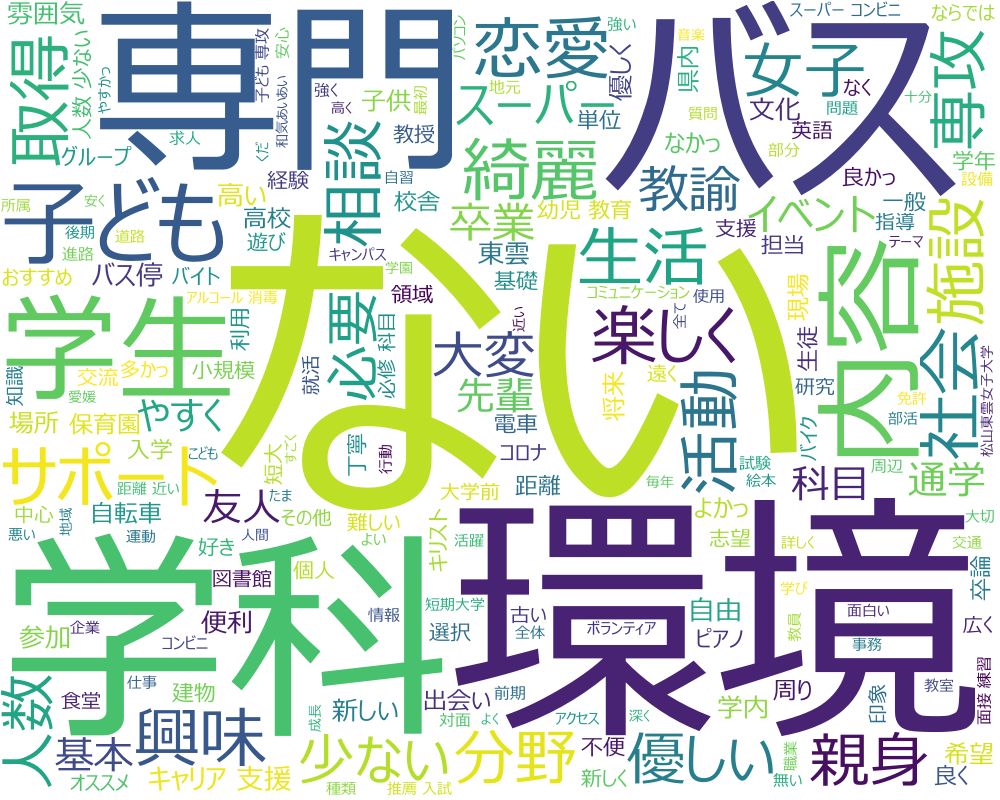 雰囲気
専門
恋愛
スーパー コンビニ
強い
ならでは
バス
取得
人数 少ない
やすかっ
子ども 専攻
安心
和気あいあい
パソコン
スーパー
優しく
音楽
県内
女子
なく
専攻
グループ
求人
くだ
強く
高く
子供
最初
地元
単位
質問
文化
問題
十分
英語
教授
なかっ
部分
良かっ
学年
設備
子ども
経験
相談
自習
綺麗
教諭
所属
安く
高い
高校
校舎
卒業
幼児 教育
イベント
一般
指導
後期
進路
道路
遊び
キャンパス
東雲
生活
支援
担当
テーマ
施設
おすすめ
バス停
バイト
学園
基礎
内容
ない
アルコール 消毒
領域
コミュニケーション
使用
現場
学生
利用
必要
必修 科目
近い
楽しく
全て
生徒
社会
松山東雲女子大学
知識
交流
多かっ
小規模
就活
大変
将来
遠く
活動
研究
免許
部活
愛媛
場所
保育園
やすく
先輩
電車
バイク
サポート
入学
こども
短大
すごく
丁寧
行動
コロナ
試験
絵本
周辺
距離 近い
大学前
距離
毎年
科目
通学
中心
自転車
たま
友人
その他
難しい
よかっ
大切
悪い
地域
運動
人間
よい
活躍
キリスト
志望
詳しく
交通
卒論
学科
好き
図書館
個人
環境
学び
参加
企業
便利
情報
短期大学
古い
全体
選択
ボランティア
自由
ピアノ
教員
面白い
事務
広く
コンビニ
人数
食堂
仕事
建物
出会い
前期
周り
印象
教室
面接 練習
基本
興味
成長
新しい
対面
よく
アクセス
深く
学内
オススメ
キャリア 支援
少ない
種類
推薦 入試
分野
不便
新しく
優しい
職業
無い
親身
希望
良く